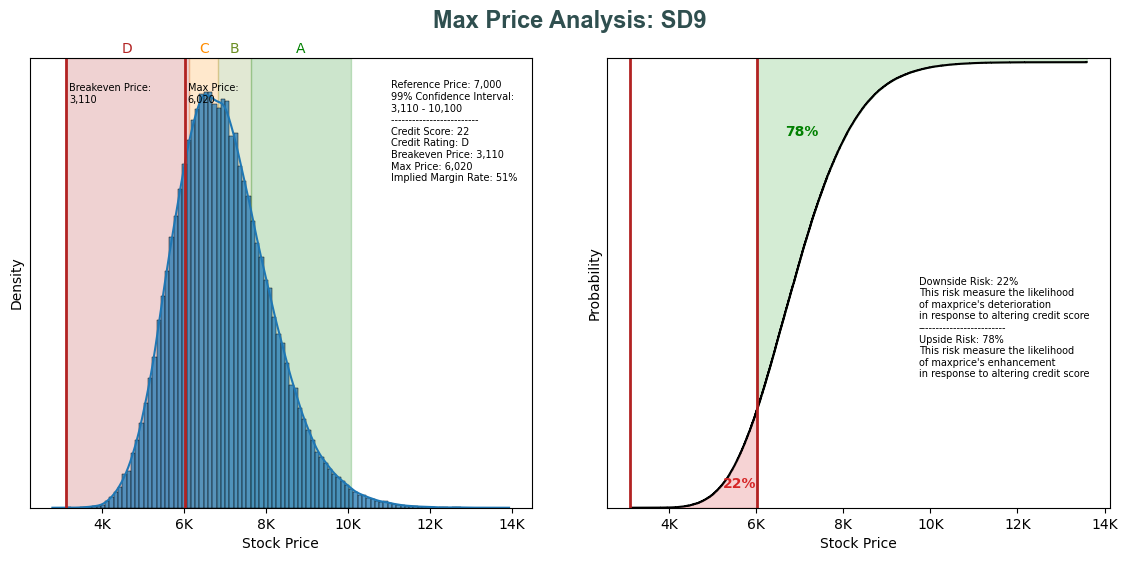 Max Price Analysis: SD9
D C B A
Breakeven Price:
3,110
Max Price:
6,020
Reference Price: 7,000
99% Confidence Interval:
3,110 - 10,100
-------------------------
Credit Score: 22
Credit Rating: D
Breakeven Price: 3,110
Max Price: 6,020
Implied Margin Rate: 51%
Density
4K 6K 8K 10K 12K 14K
Stock Price
78%
Downside Risk: 22%
This risk measure the likelihood
of maxprice's deterioration
in response to altering credit score
-------------------------
Upside Risk: 78%
This risk measure the likelihood
of maxprice's enhancement
in response to altering credit score
22%
Probability
4K 6K 8K 10K 12K 14K
Stock Price